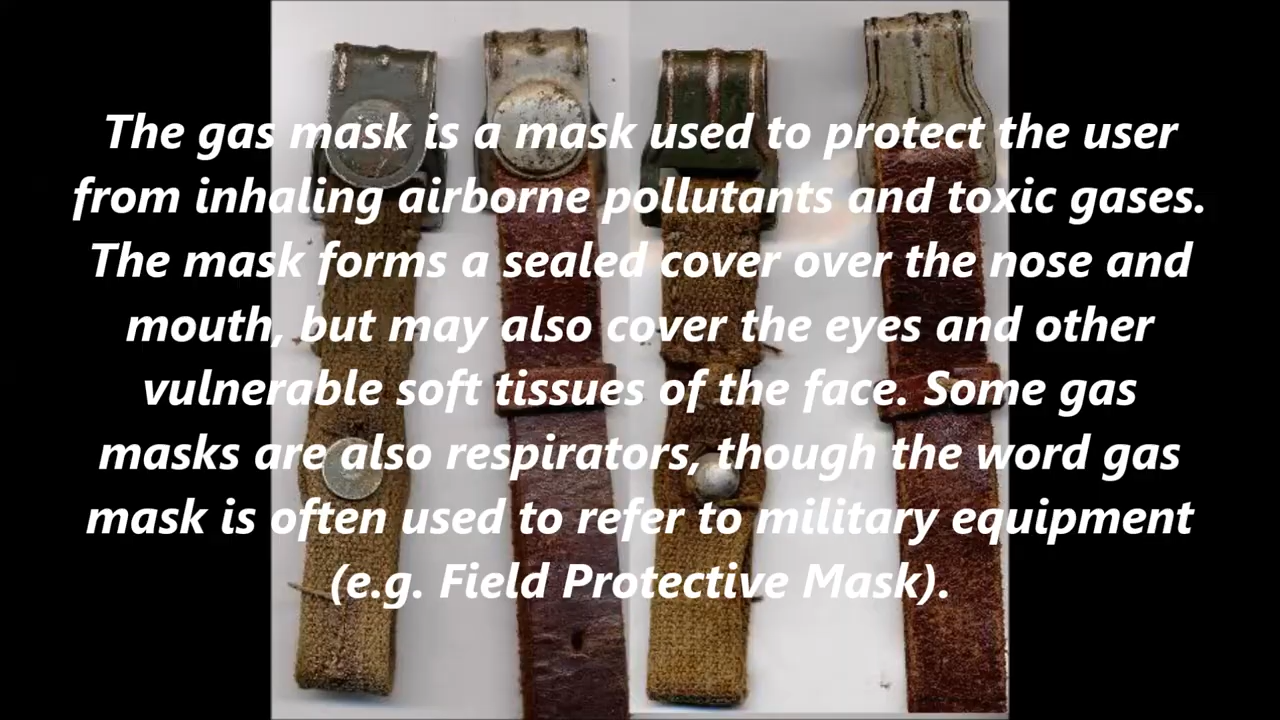 The gas mask is a mask used to protect the user
from inhaling airborne pollutants and toxic gases.
The mask forms a sealed cover over the nose and
mouth, but may also cover the eyes and other
vulnerable soft tissues of the face. Some gas
masks are also respirators, though the word gas
mask is often used to refer to military equipment
(e.g. Field Protective Mask).